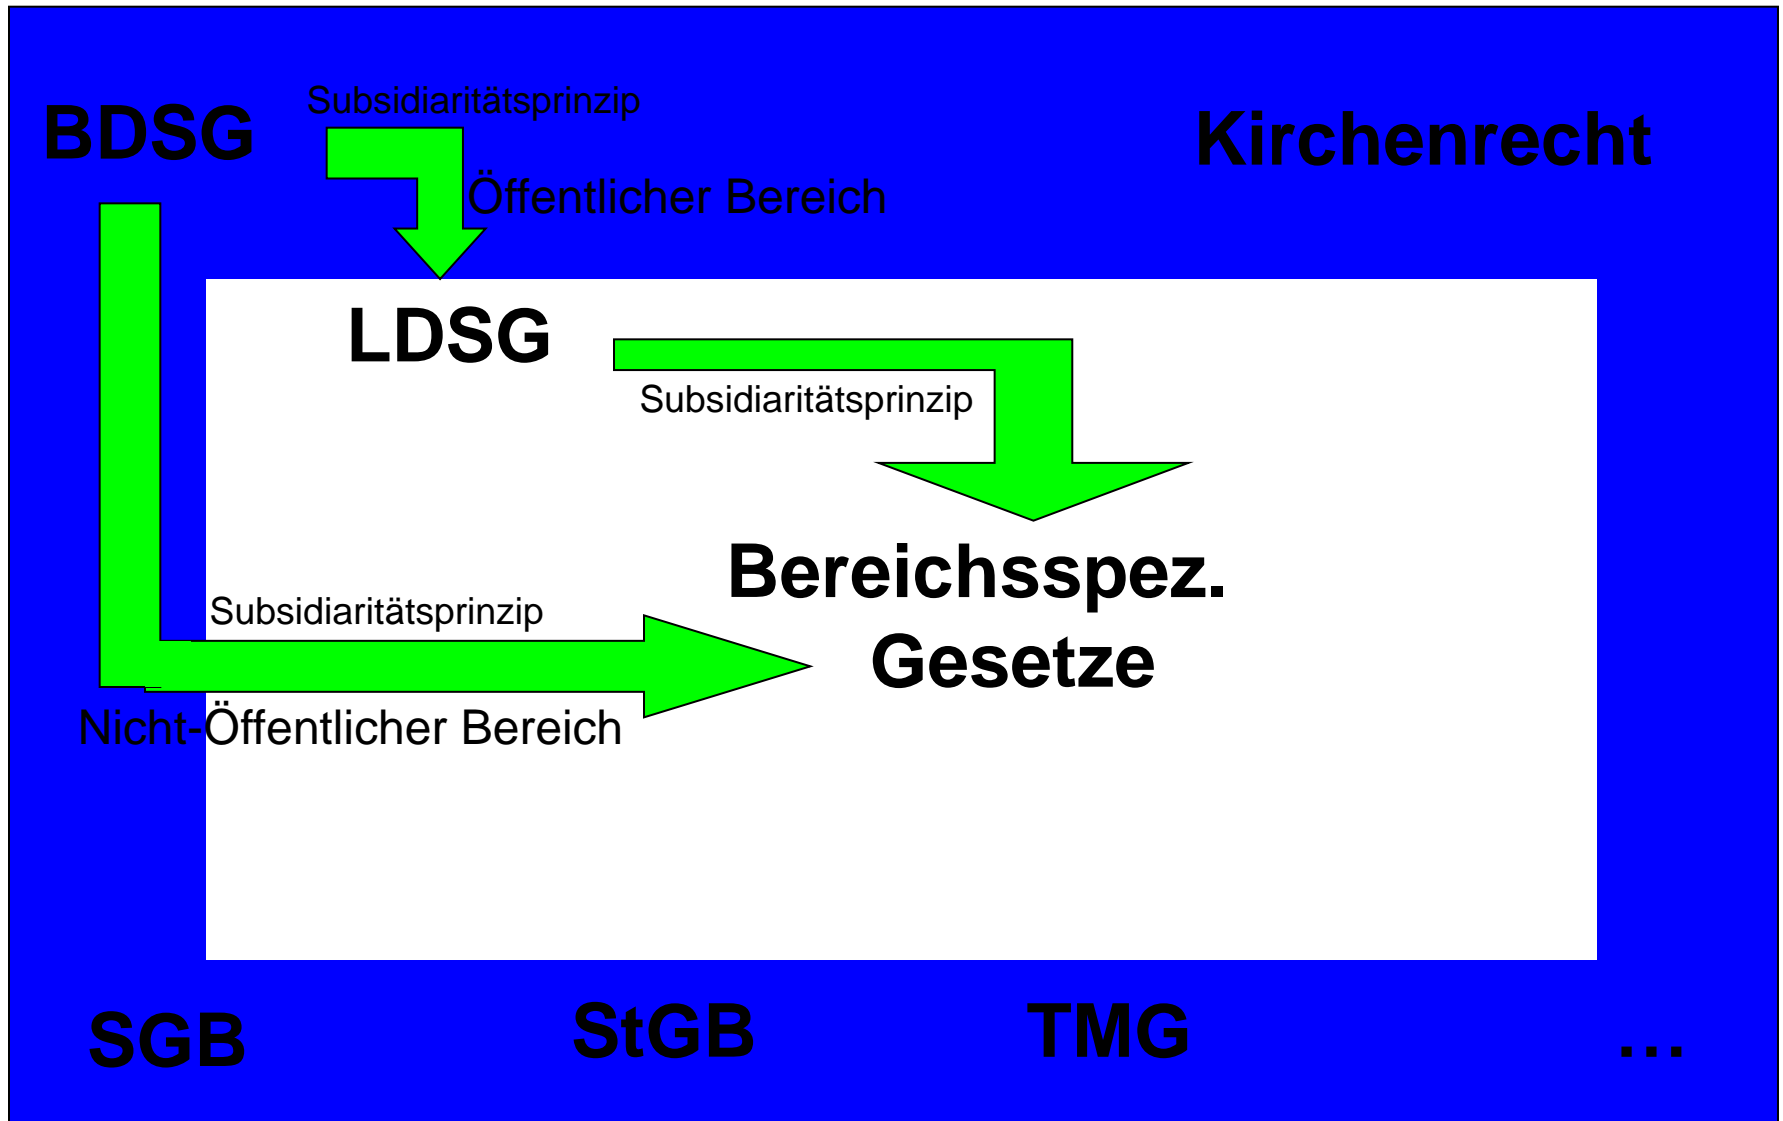 Subsidiaritätsprinzip
BDSG
Kirchenrecht
Öffentlicher Bereich
LDSG
Subsidiaritätsprinzip
Bereichsspez.
Gesetze
Subsidiaritätsprinzip
Nicht-Öffentlicher Bereich
SGB
StGB
TMG
...